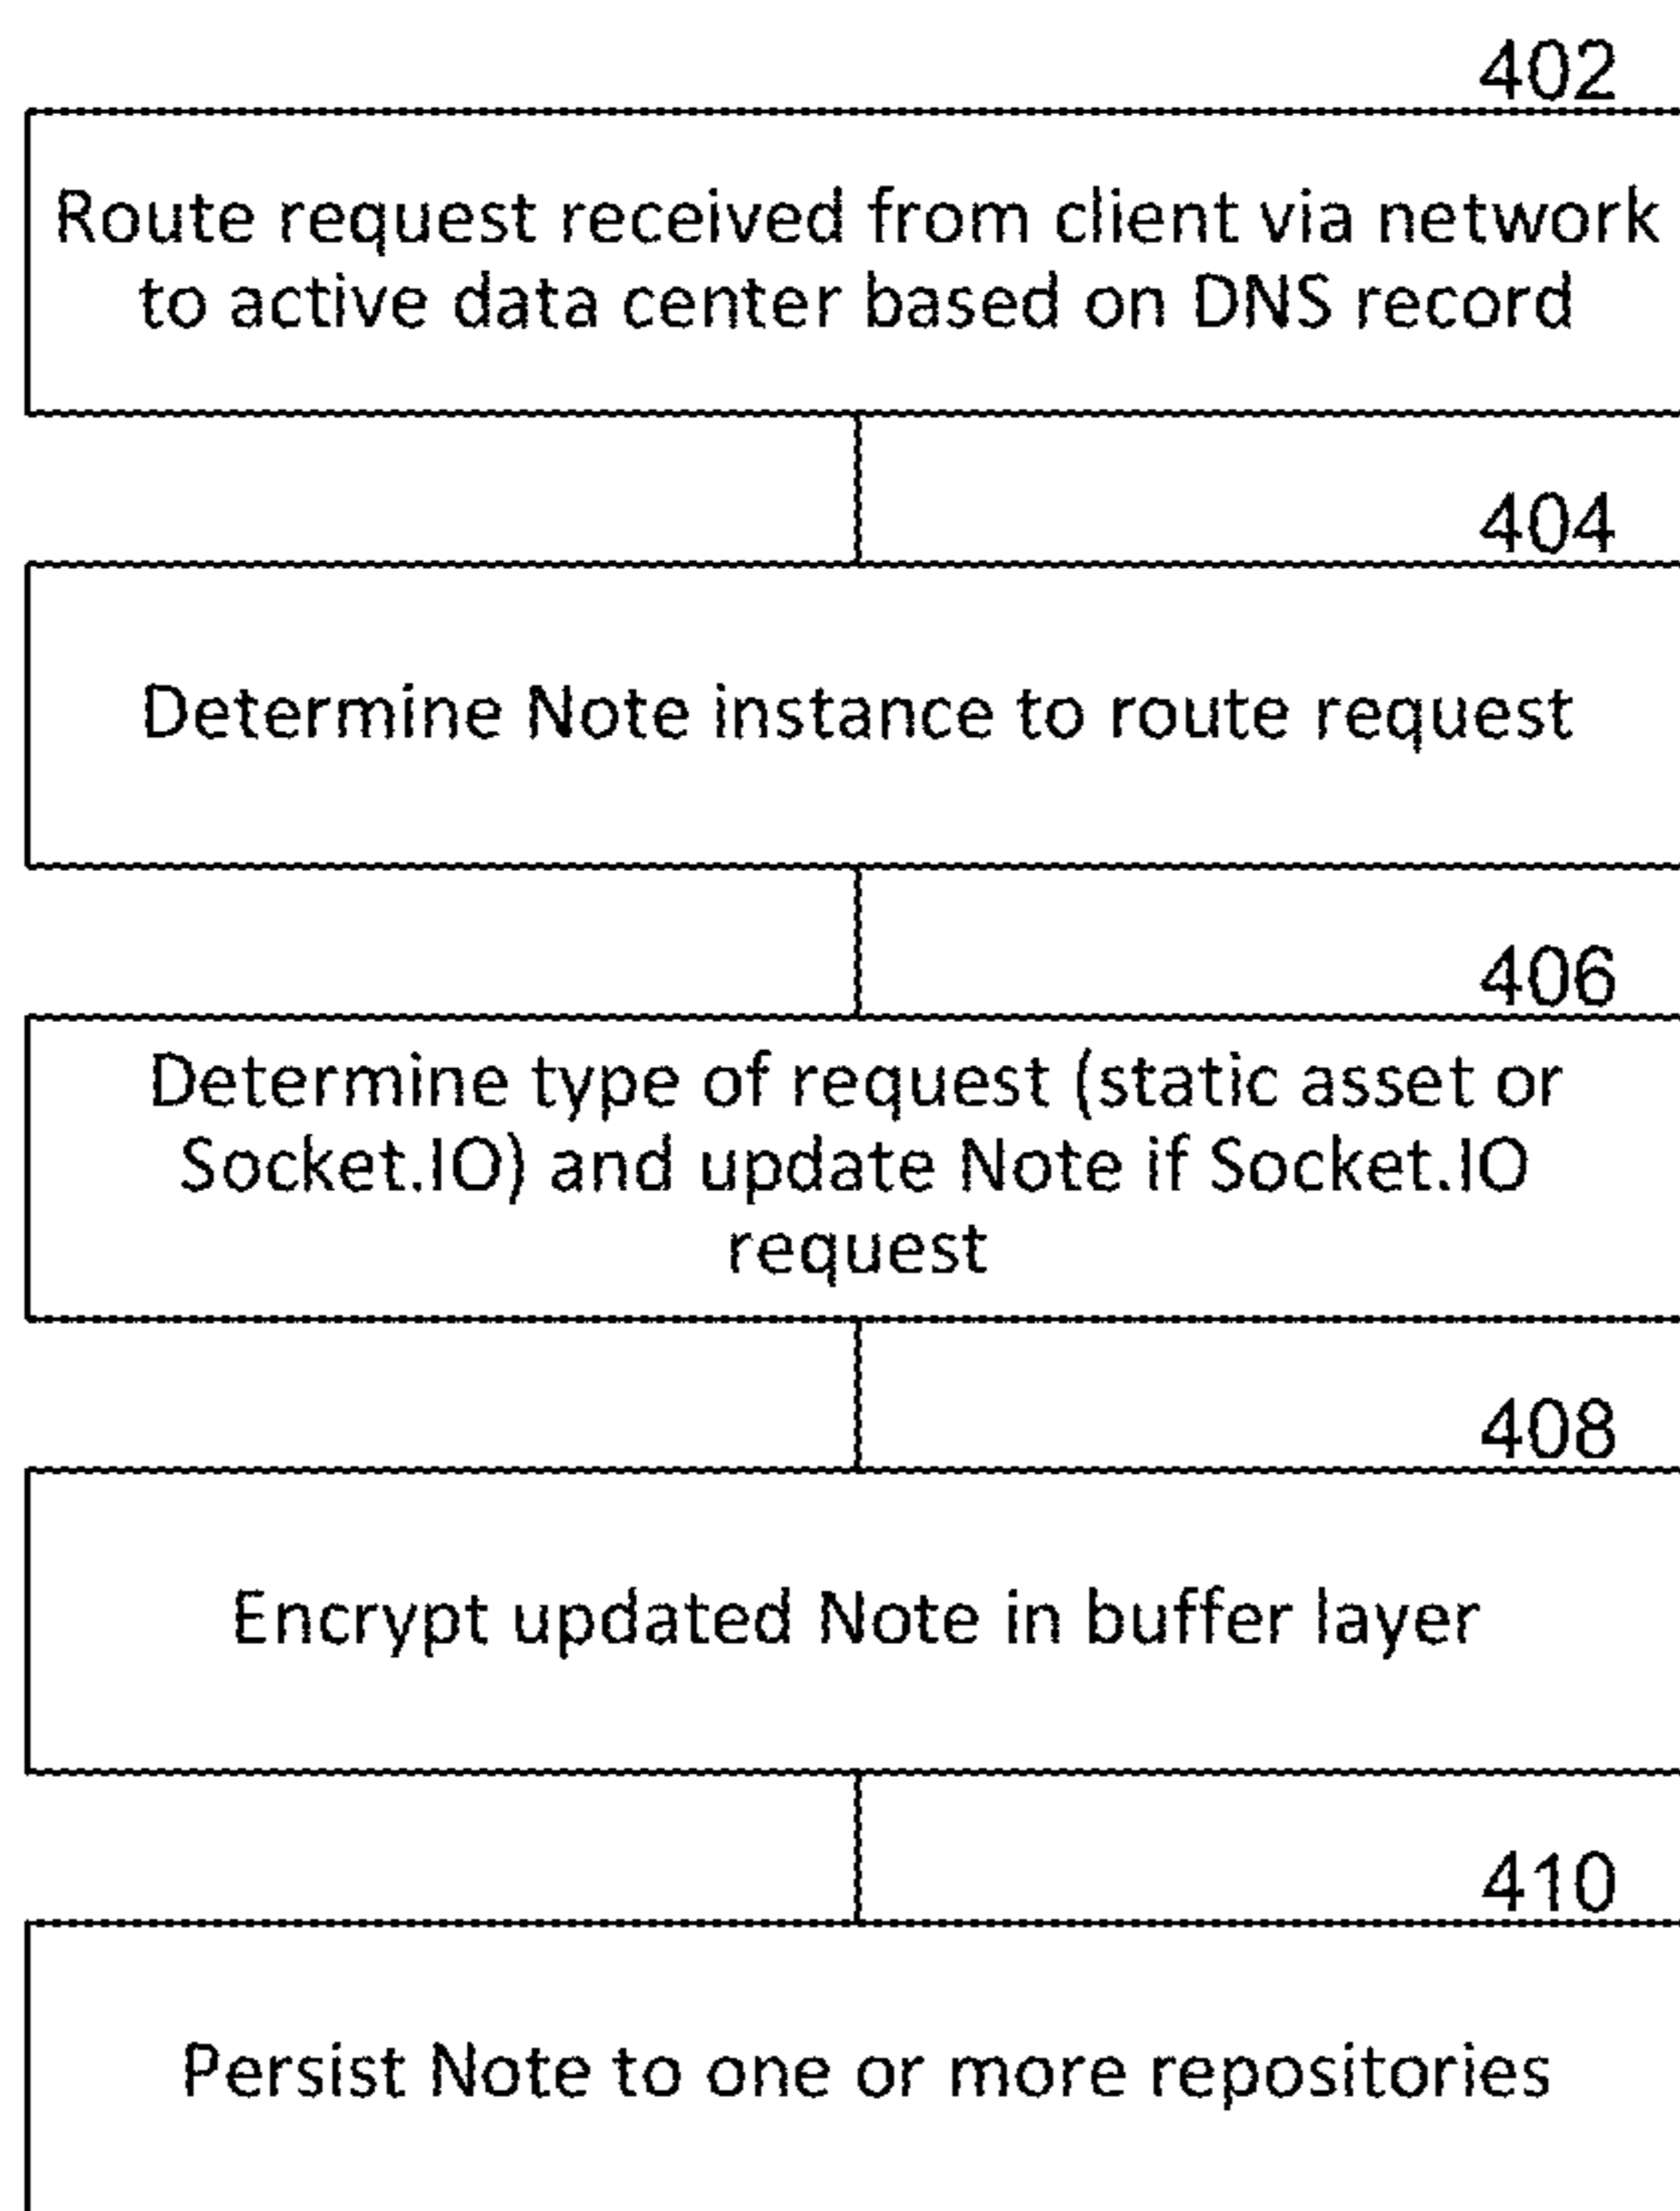 402
Route request received from client via network
to active data center based on DNS record
404
Determine Note instance to route request
406
Determine type of request (static asset or
Socket.IO) and update Note if Socket.IO
request
408
Encrypt updated Note in buffer layer
410
Persist Note to one or more repositories